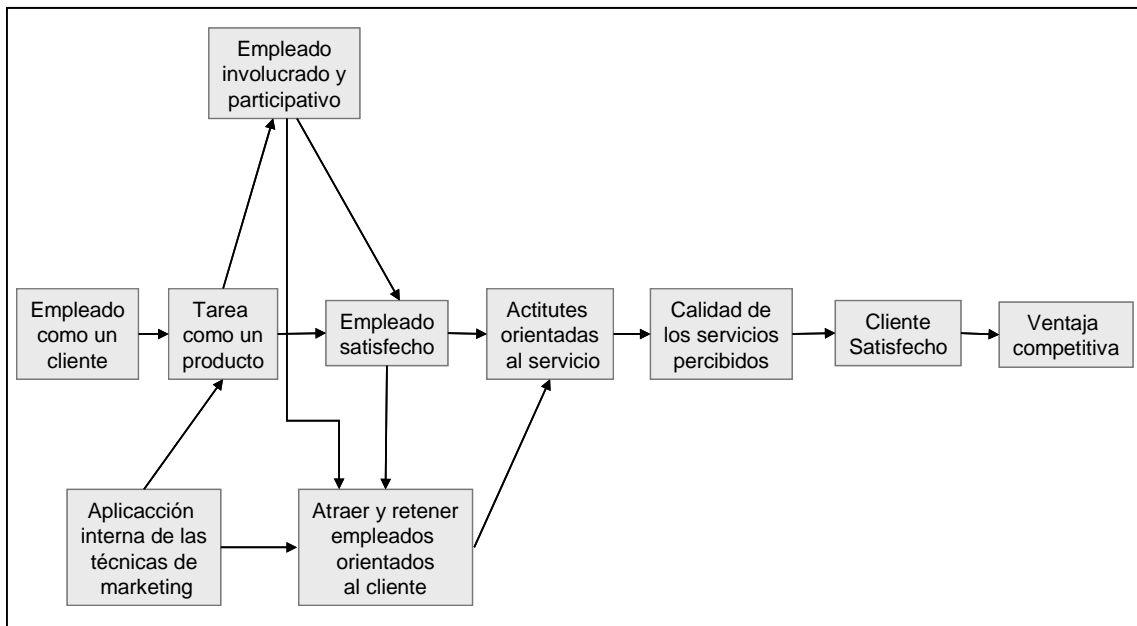 Empleado
involucrado y
participativo
Empleado
como un
cliente
Tarea
como un
producto
Empleado
satisfecho
Actitutes
orientadas
al servicio
Calidad de
los servicios
percibidos
Cliente
Satisfecho
Ventaja
competitiva
Aplicacción
interna de las
técnicas de
marketing
Atraer y retener
empleados
orientados
al cliente